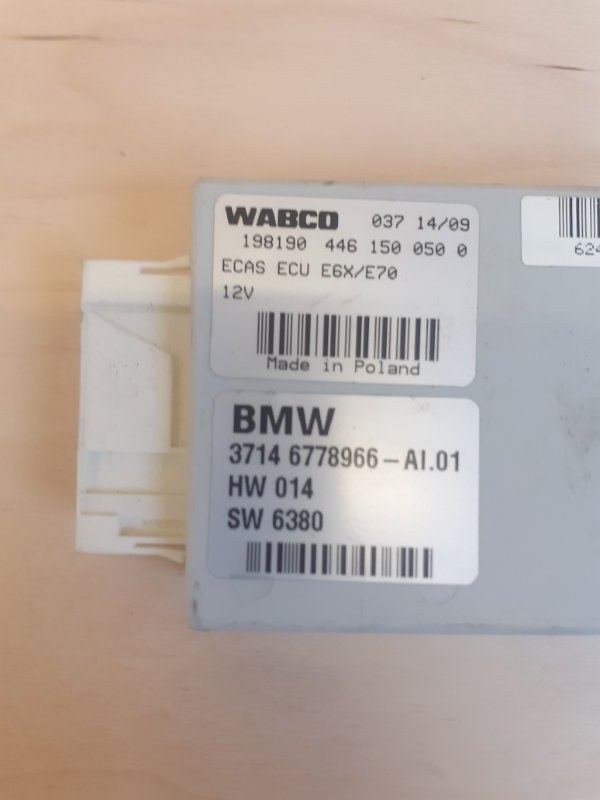 WABCO 037 14/09
198190 446 150 050 0
ECAS ECU E6X/E70
12V
Made in Poland
BMW
3714 6778966-AI.01
HW 014
SW 6380
624